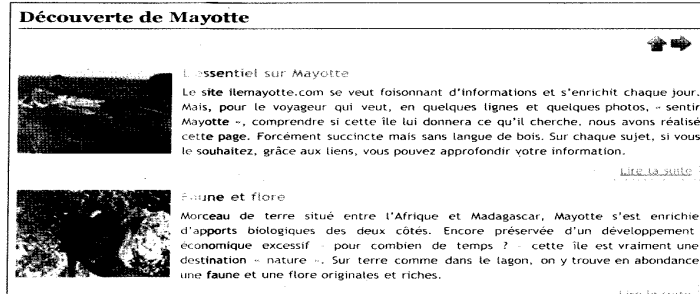 Découverte de Mayotte
L'essentiel sur Mayotte
Le site ilemayotte.com se veut foisonnant d'informations et s'enrichit chaque jour.
Mais, pour le voyageur qui veut, en quelques lignes et quelques photos, « sentir
Mayotte », comprendre si cette île lui donnera ce qu'il cherche, nous avons réalisé
cette page. Forcément succincte mais sans langue de bois. Sur chaque sujet, si vous
le souhaitez, grâce aux liens, vous pouvez approfondir votre information.
Lire la suite
Faune et flore
Morceau de terre situé entre l'Afrique et Madagascar, Mayotte s'est enrichie
d'apports biologiques des deux côtés. Encore préservée d'un développement
économique excessif - pour combien de temps ? - cette île est vraiment une
destination « nature ». Sur terre comme dans le lagon, on y trouve en abondance
une faune et une flore originales et riches.
Lire la suite